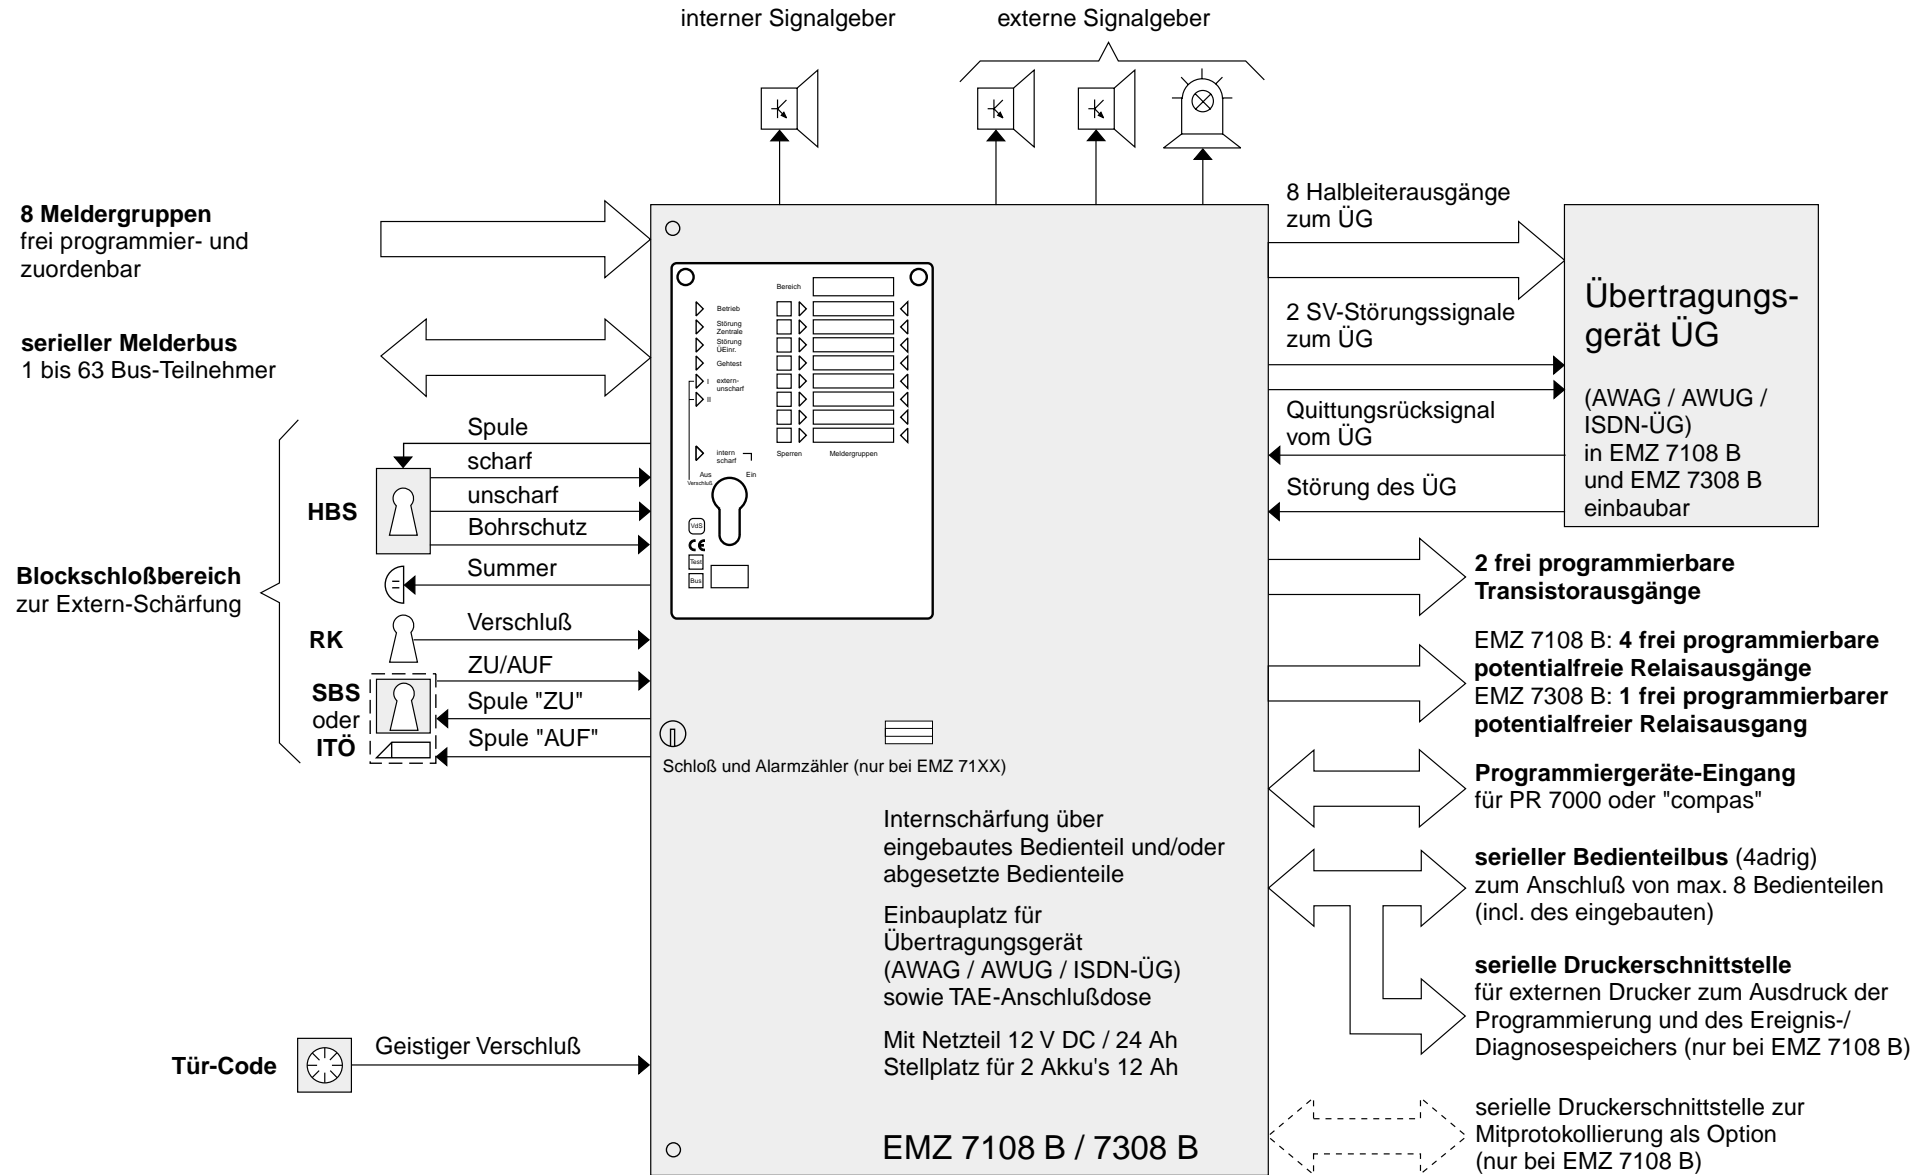 interner Signalgeber
externe Signalgeber
8 Meldergruppen
frei programmier- und
zuordenbar
serieller Melderbus
1 bis 63 Bus-Teilnehmer
Blockschloßbereich
zur Extern-Schärfung
HBS
Spule
scharf
unscharf
Bohrschutz
Summer
RK
Verschluß
SBS
oder
ITÖ
ZU/AUF
Spule "ZU"
Spule "AUF"
Tür-Code
Geistiger Verschluß
Bereich
Betrieb
Störung
Zentrale
Störung
ÜEinr.
Gehtest
I
extern-
unscharf
II
intern
scharf
Sperren
Meldergruppen
Aus
Ein
Verschluß
VdS
CE
Test
Bus
Schloß und Alarmzähler (nur bei EMZ 71XX)
Internschärfung über
eingebautes Bedienteil und/oder
abgesetzte Bedienteile
Einbauplatz für
Übertragungsgerät
(AWAG / AWUG / ISDN-ÜG)
sowie TAE-Anschlußdose
Mit Netzteil 12 V DC / 24 Ah
Stellplatz für 2 Akku's 12 Ah
EMZ 7108 B / 7308 B
8 Halbleiterausgänge
zum ÜG
2 SV-Störungssignale
zum ÜG
Quittungsrücksignal
vom ÜG
Störung des ÜG
Übertragungs-
gerät ÜG
(AWAG / AWUG /
ISDN-ÜG)
in EMZ 7108 B
und EMZ 7308 B
einbaubar
2 frei programmierbare
Transistorausgänge
EMZ 7108 B: 4 frei programmierbare
potentialfreie Relaisausgänge
EMZ 7308 B: 1 frei programmierbarer
potentialfreier Relaisausgang
Programmiergeräte-Eingang
für PR 7000 oder "compas"
serieller Bedienteilbus (4adrig)
zum Anschluß von max. 8 Bedienteilen
(incl. des eingebauten)
serielle Druckerschnittstelle
für externen Drucker zum Ausdruck der
Programmierung und des Ereignis-/
Diagnosespeichers (nur bei EMZ 7108 B)
serielle Druckerschnittstelle zur
Mitprotokollierung als Option
(nur bei EMZ 7108 B)